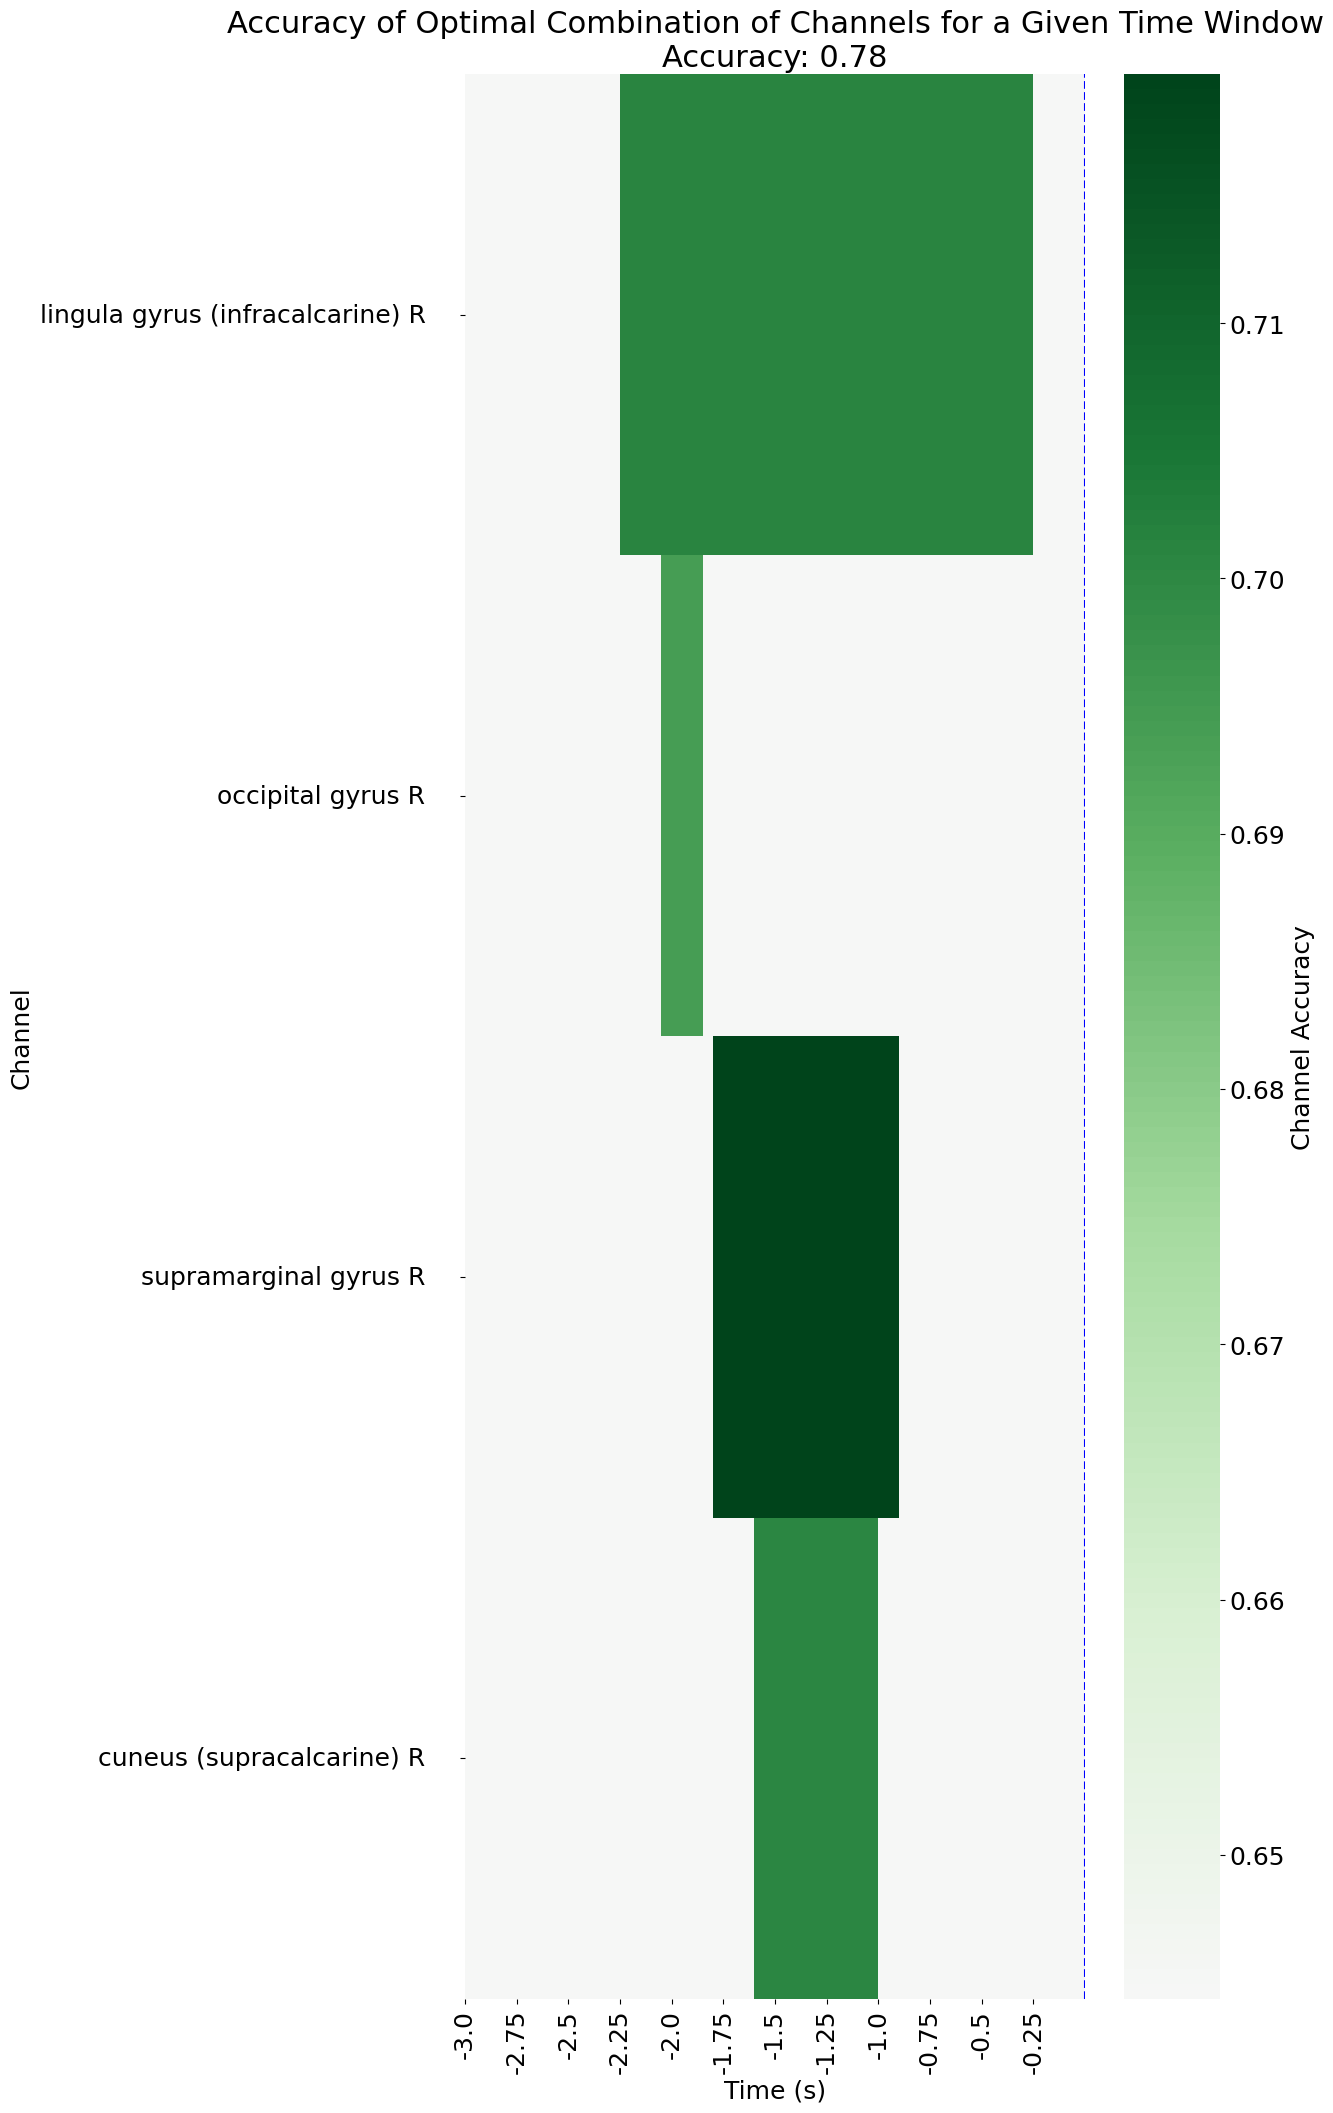 Accuracy of Optimal Combination of Channels for a Given Time Window
Accuracy: 0.78
Channel
lingula gyrus (infracalcarine) R
occipital gyrus R
supramarginal gyrus R
cuneus (supracalcarine) R
-3.0
-2.75
-2.5
-2.25
-2.0
-1.75
-1.5
-1.25
-1.0
-0.75
-0.5
-0.25
Time (s)
0.71
0.70
0.69
0.68
0.67
0.66
0.65
Channel Accuracy